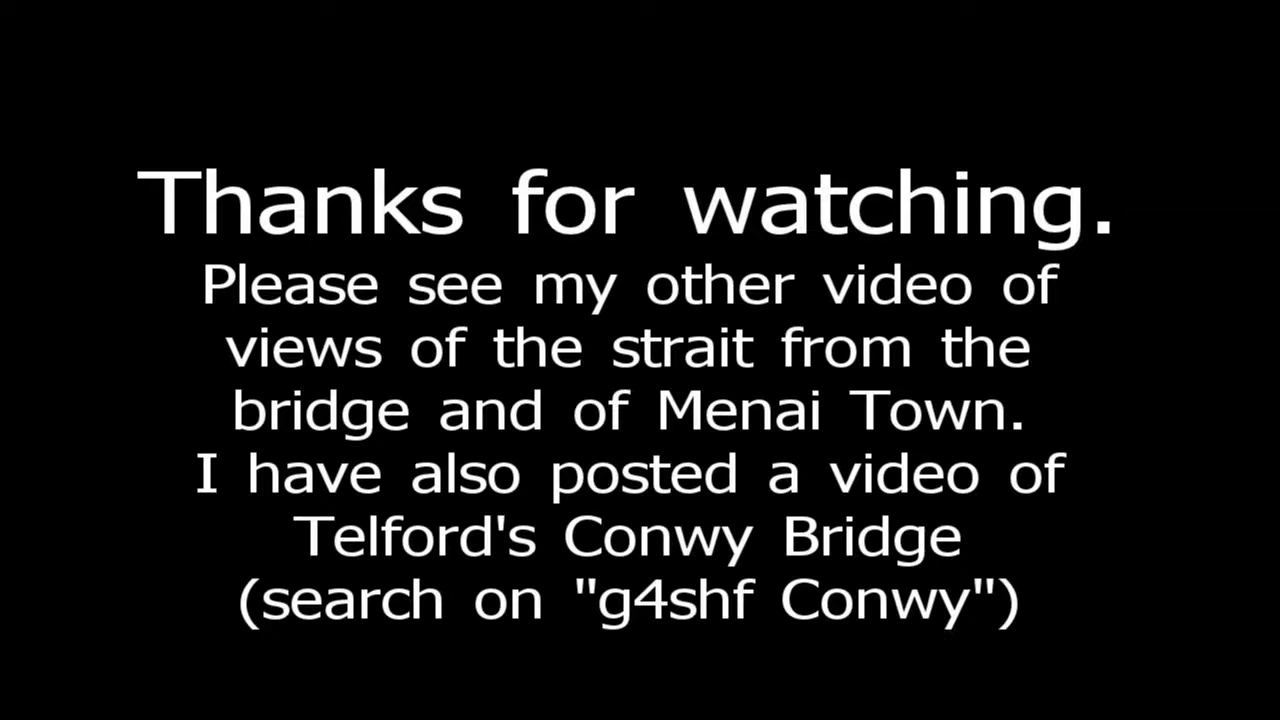 Thanks for watching.
Please see my other video of
views of the strait from the
bridge and of Menai Town.
I have also posted a video of
Telford's Conwy Bridge
(search on "g4shf Conwy")